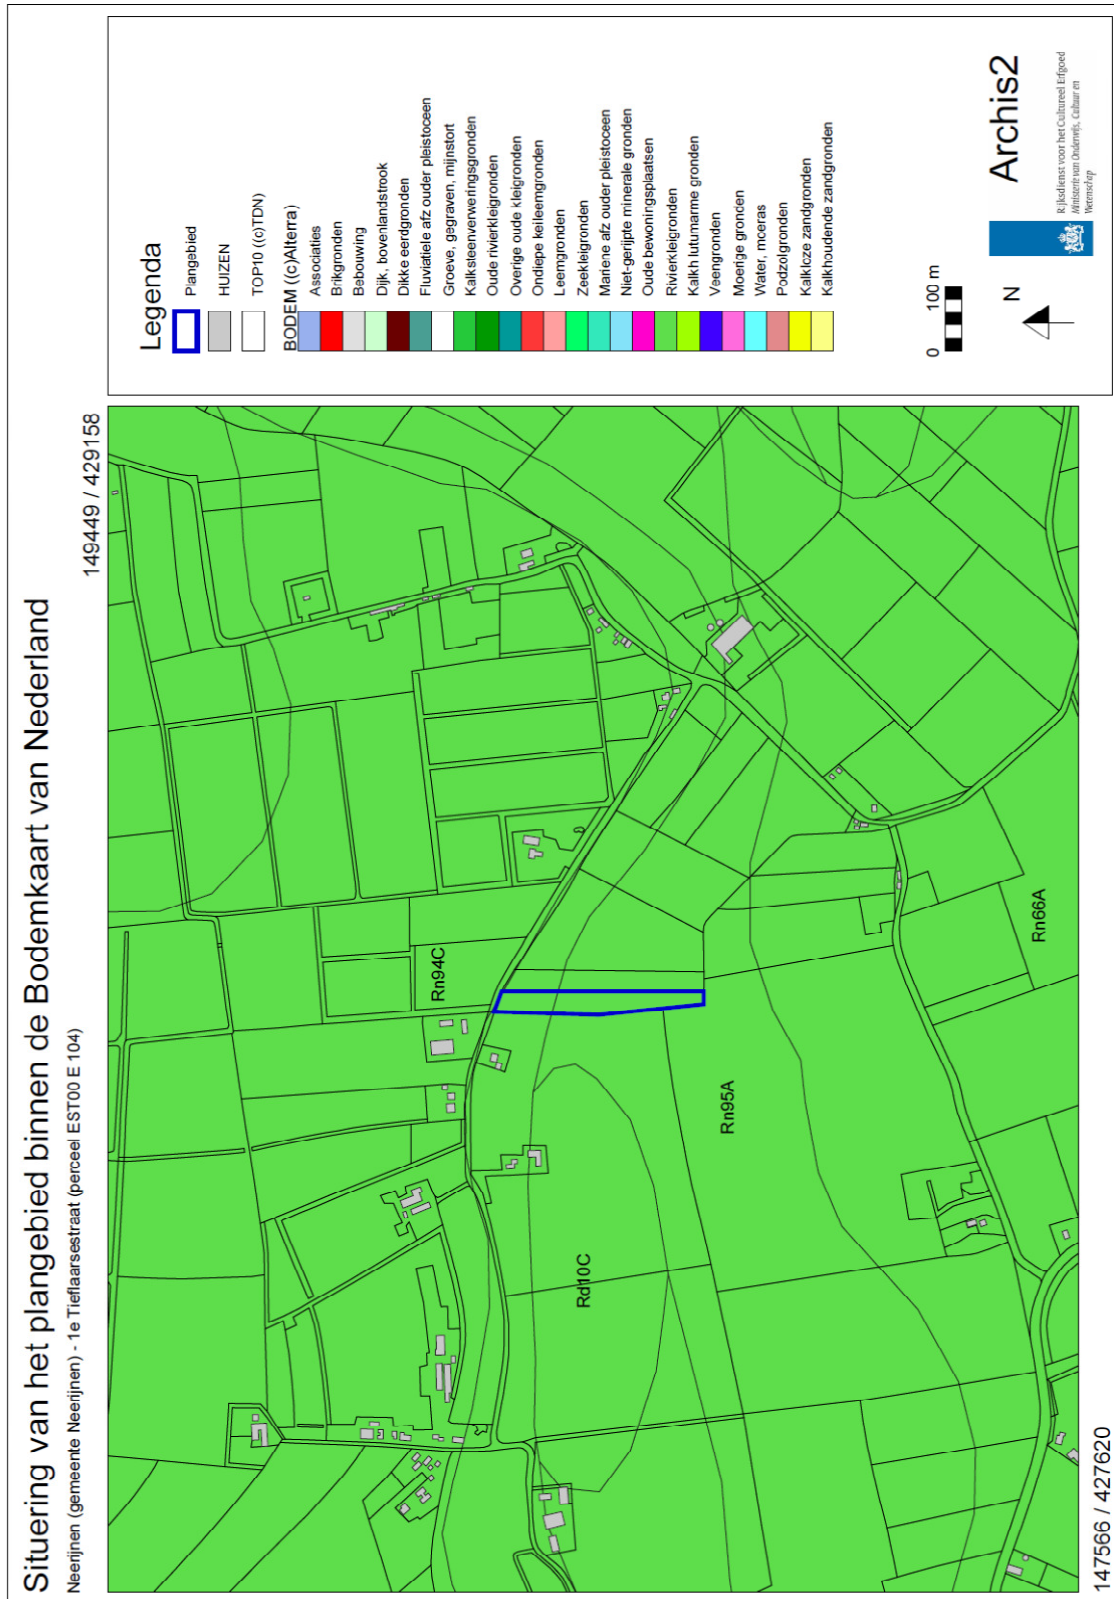 Situering van het plangebied binnen de Bodemkaart van Nederland
Neerijnen (gemeente Neerijnen) - 1e Tieflaarsestraat (perceel EST00 E 104)
149449 / 429158
Rn94C
Rd10C
Rn95A
Rn66A
147566 / 427620
Legenda
Plangebied
HUIZEN
TOP10 ((c)TDN)
BODEM ((c)Alterra)
Associaties
Brikgronden
Bebouwing
Dijk, bovenlandstrook
Dikke eerdgronden
Fluviatiele afz ouder pleistoceen
Groeve, gegraven, mijnstort
Kalksteenverweringsgronden
Oude rivierkleigronden
Overige oude kleigronden
Ondiepe keileemgronden
Leemgronden
Zeekleigronden
Mariene afz ouder pleistoceen
Niet-gerijpte minerale gronden
Oude bewoningsplaatsen
Rivierkleigronden
Kalkh lutumarme gronden
Veengronden
Moerige gronden
Water, moeras
Podzolgronden
Kalkloze zandgronden
Kalkhoudende zandgronden
0 100 m
N
Archis2
Rijksdienst voor het Cultureel Erfgoed
Ministerie van Onderwijs, Cultuur en
Wetenschap